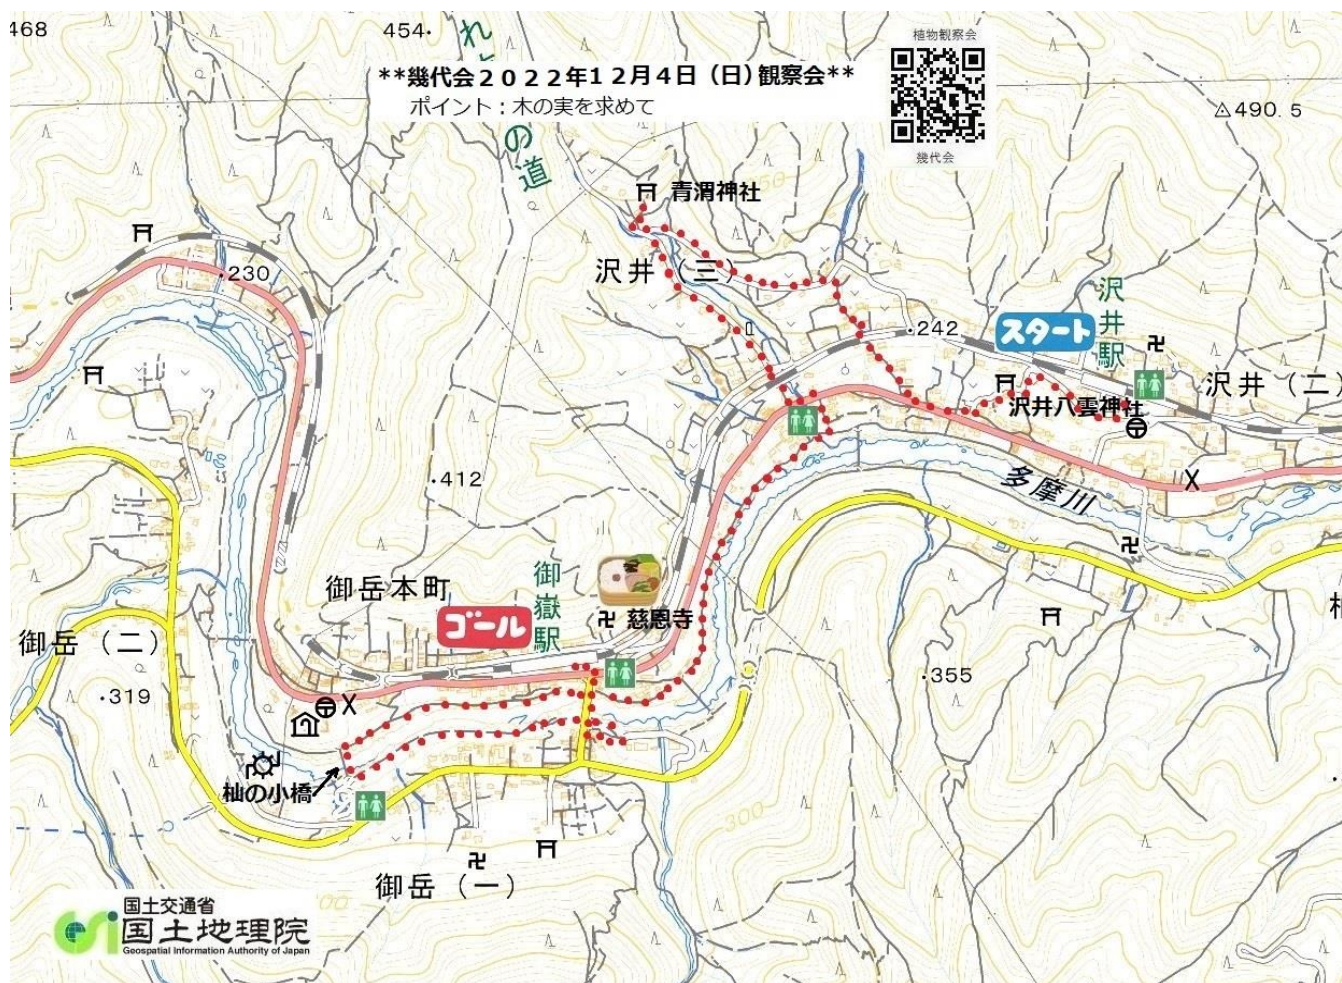 468
454
れ
の道
**幾代会２０２２年１２月４日（日）観察会**
ポイント：木の実を求めて
植物観察会
幾代会
490.5
350
青渭神社
沢井（三）
230
242
スタート
沢井駅
沢井（二）
沢井八雲神社
412
多摩川
御岳本町
御嶽駅
ゴール
慈恩寺
御岳（二）
319
355
杣の小橋
300
御岳（一）
国土交通省
国土地理院
Geospatial Information Authority of Japan